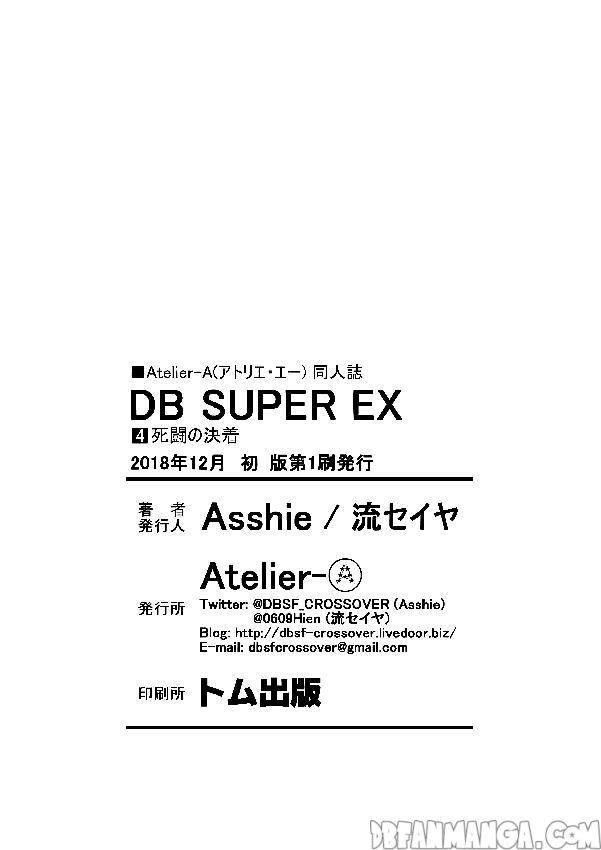 ■Atelier-A(アトリエ・エー) 同人誌
DB SUPER EX
4 死闘の決着
2018年12月 初 版第1刷発行
著 者
発行人
Asshie / 流セイヤ
Atelier-Ⓐ
発行所
Twitter: @DBSF_CROSSOVER (Asshie)
@0609Hien (流セイヤ)
Blog: http://dbsf-crossover.livedoor.biz/
E-mail: dbsfcrossover@gmail.com
印刷所
トム出版
DBFANMANGA.COM